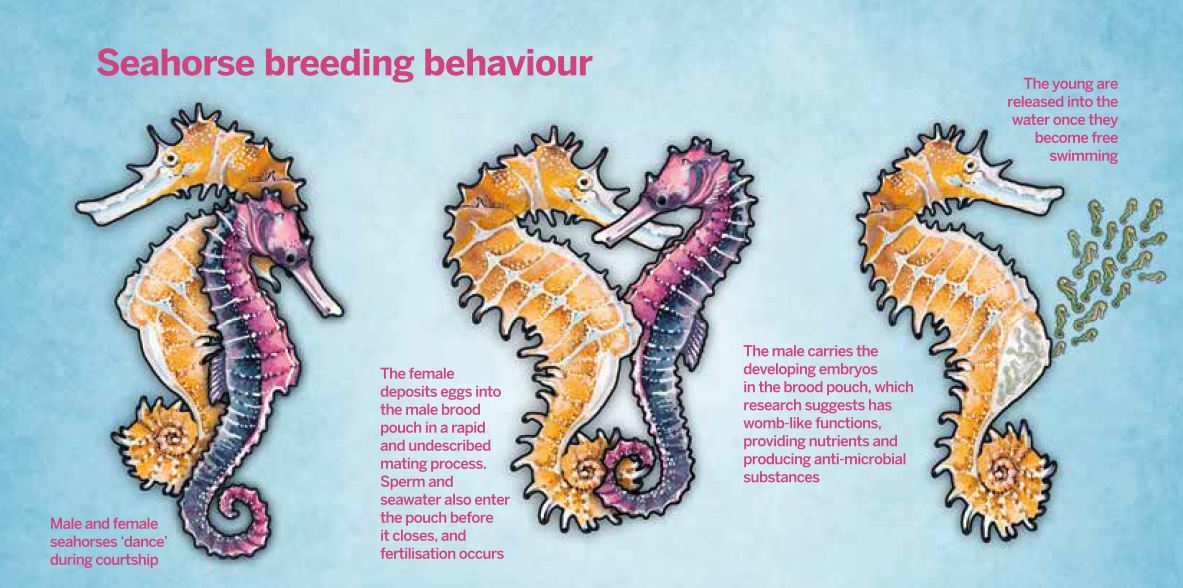 Seahorse breeding behaviour
Male and female
seahorses ‘dance’
during courtship
The female
deposits eggs into
the male brood
pouch in a rapid
and undescribed
mating process.
Sperm and
seawater also enter
the pouch before
it closes, and
fertilisation occurs
The male carries the
developing embryos
in the brood pouch, which
research suggests has
womb-like functions,
providing nutrients and
producing anti-microbial
substances
The young are
released into the
water once they
become free
swimming